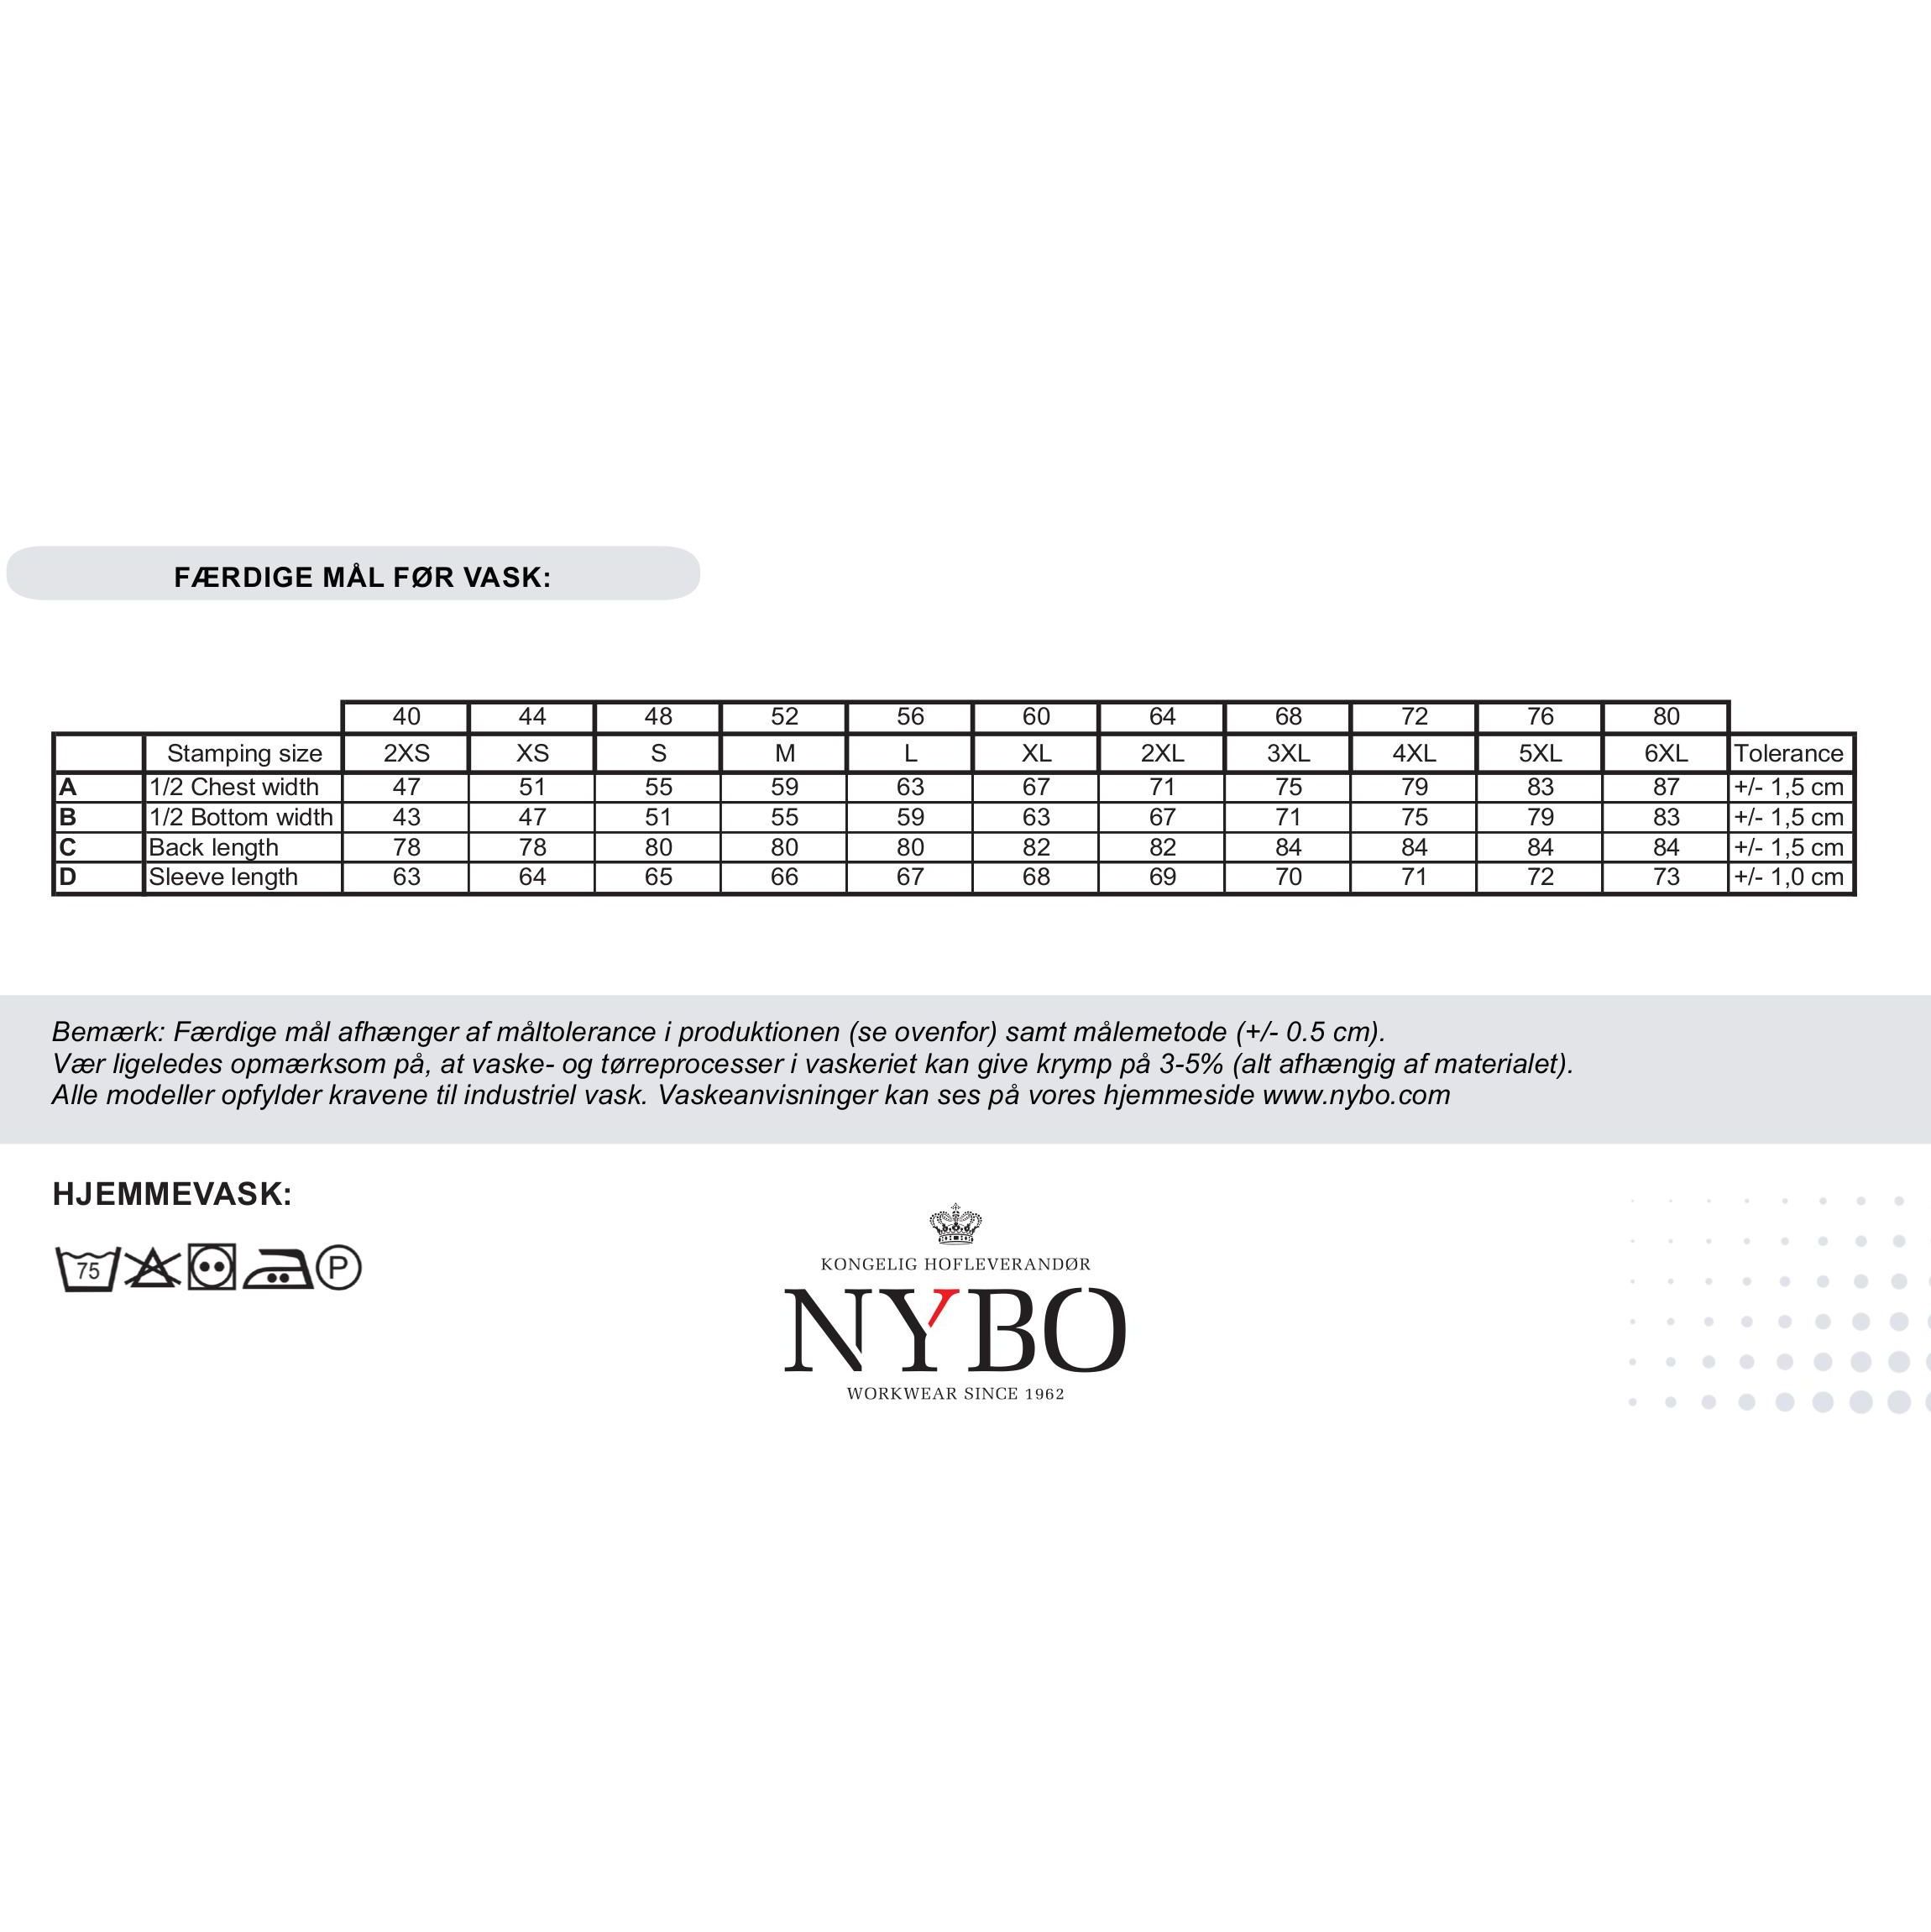 FÆRDIGE MÅL FØR VASK:
40 44 48 52 56 60 64 68 72 76 80
Stamping size 2XS XS S M L XL 2XL 3XL 4XL 5XL 6XL Tolerance
A 1/2 Chest width 47 51 55 59 63 67 71 75 79 83 87 +/- 1,5 cm
B 1/2 Bottom width 43 47 51 55 59 63 67 71 75 79 83 +/- 1,5 cm
C Back length 78 78 80 80 80 82 82 84 84 84 84 +/- 1,5 cm
D Sleeve length 63 64 65 66 67 68 69 70 71 72 73 +/- 1,0 cm
Bemærk: Færdige mål afhænger af måltolerance i produktionen (se ovenfor) samt målemetode (+/- 0.5 cm).
Vær ligeledes opmærksom på, at vaske- og tørreprocesser i vaskeriet kan give krymp på 3-5% (alt afhængig af materialet).
Alle modeller opfylder kravene til industriel vask. Vaskeanvisninger kan ses på vores hjemmeside www.nybo.com
HJEMMEVASK:
75 P
KONGELIG HOFLEVERANDØR
NYBO
WORKWEAR SINCE 1962